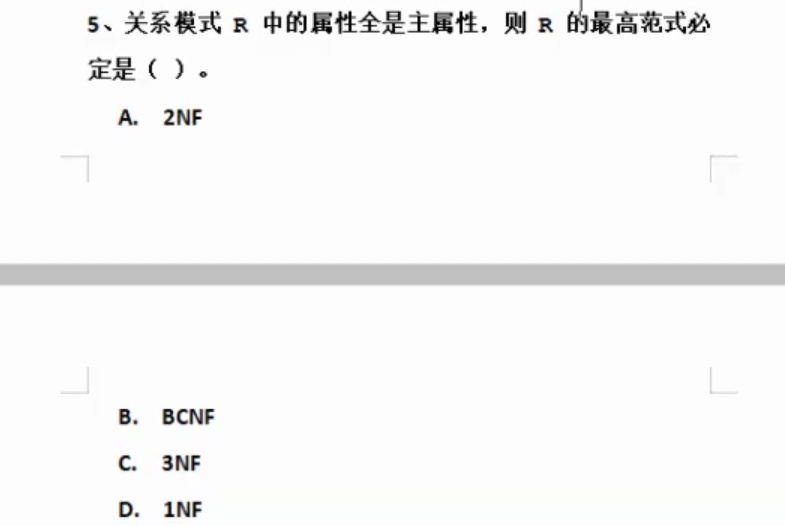 5、关系模式 R 中的属性全是主属性，则 R 的最高范式必
定是（ ）。
A. 2NF
B. BCNF
C. 3NF
D. 1NF